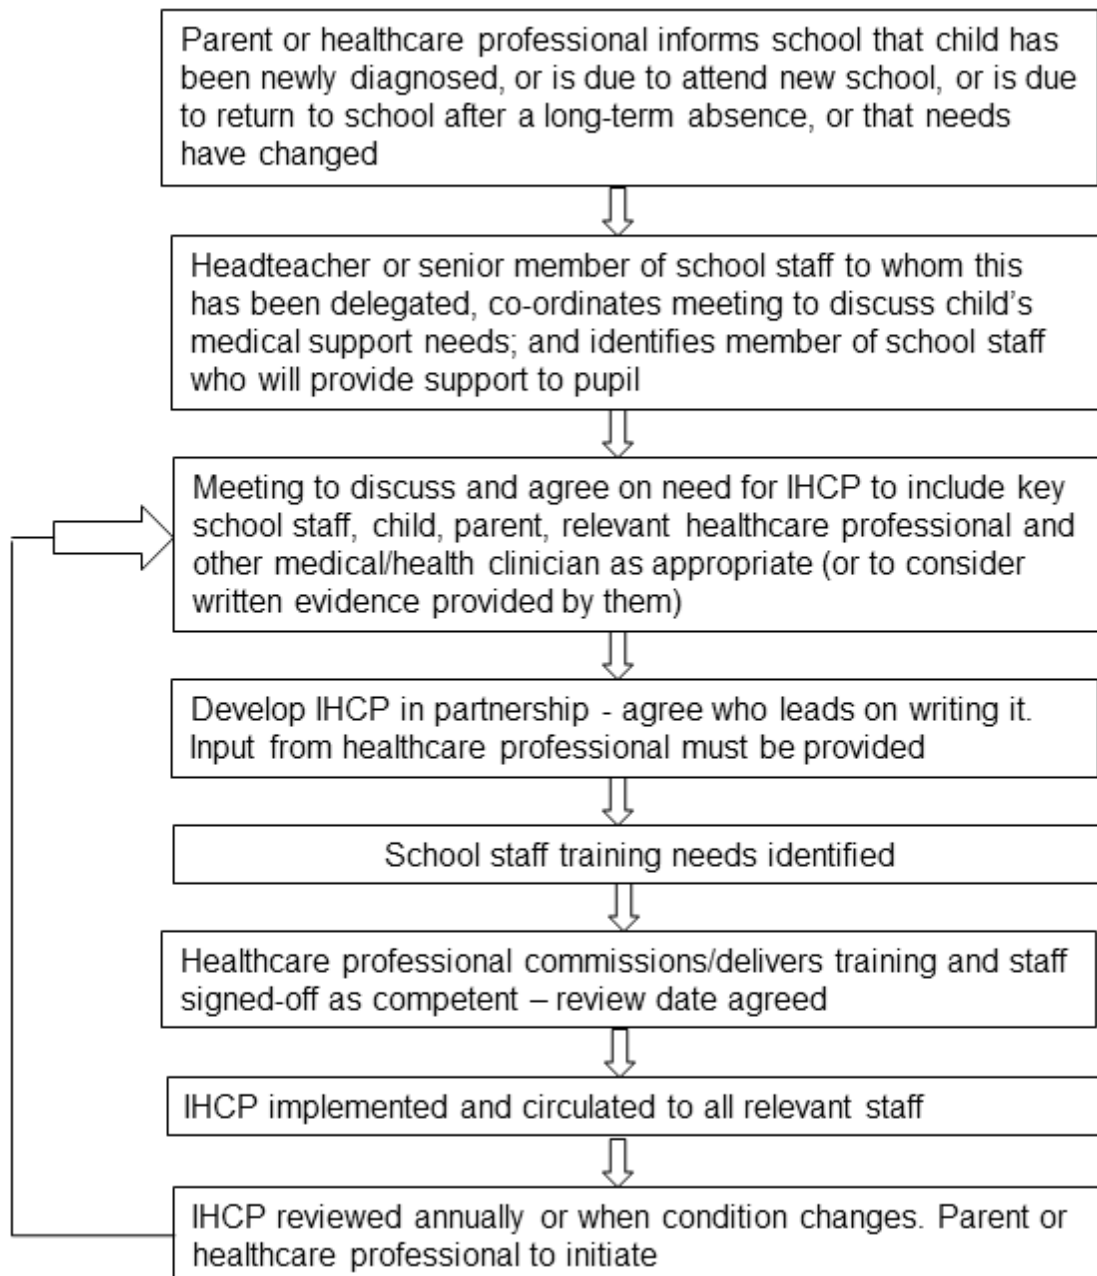 Parent or healthcare professional informs school that child has
been newly diagnosed, or is due to attend new school, or is due
to return to school after a long-term absence, or that needs
have changed
Headteacher or senior member of school staff to whom this
has been delegated, co-ordinates meeting to discuss child's
medical support needs; and identifies member of school staff
who will provide support to pupil
Meeting to discuss and agree on need for IHCP to include key
school staff, child, parent, relevant healthcare professional and
other medical/health clinician as appropriate (or to consider
written evidence provided by them)
Develop IHCP in partnership - agree who leads on writing it.
Input from healthcare professional must be provided
School staff training needs identified
Healthcare professional commissions/delivers training and staff
signed-off as competent – review date agreed
IHCP implemented and circulated to all relevant staff
IHCP reviewed annually or when condition changes. Parent or
healthcare professional to initiate